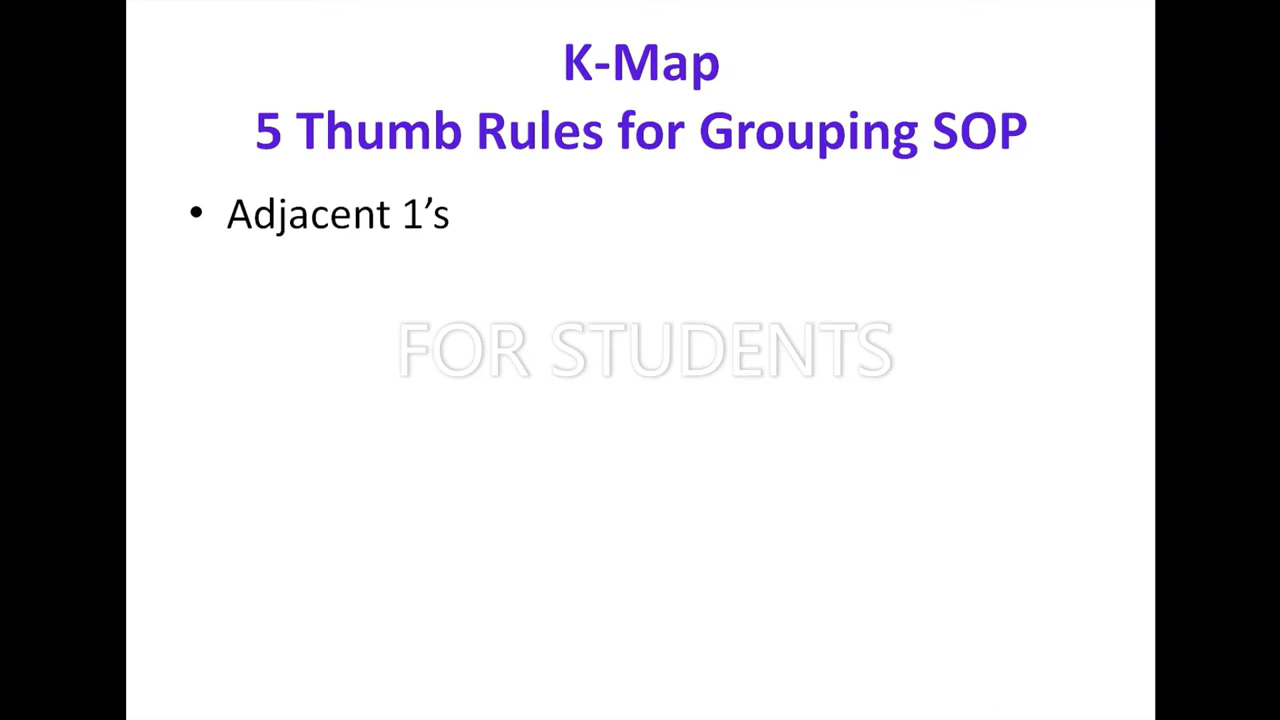 K-Map
5 Thumb Rules for Grouping SOP
• Adjacent 1’s
FOR STUDENTS